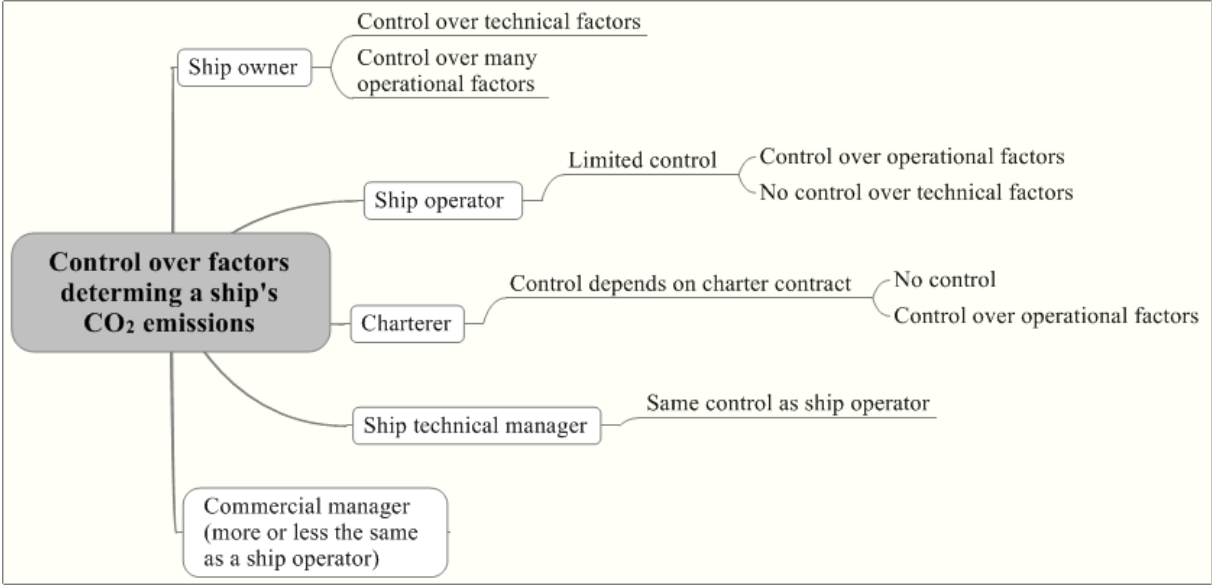 Control over technical factors
Control over many
operational factors
Ship owner
Limited control
Control over operational factors
No control over technical factors
Ship operator
Control over factors
determing a ship's
CO₂ emissions
Control depends on charter contract
No control
Control over operational factors
Charterer
Same control as ship operator
Ship technical manager
Commercial manager
(more or less the same
as a ship operator)